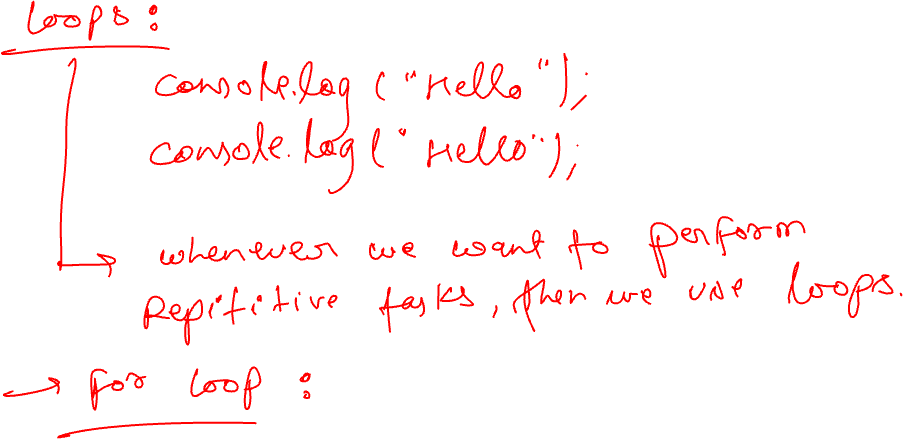 Loops :
console.log ("Hello");
console.log ("Hello");
whenever we want to perform
Repititive tasks, then we use loops.
→ for loop :